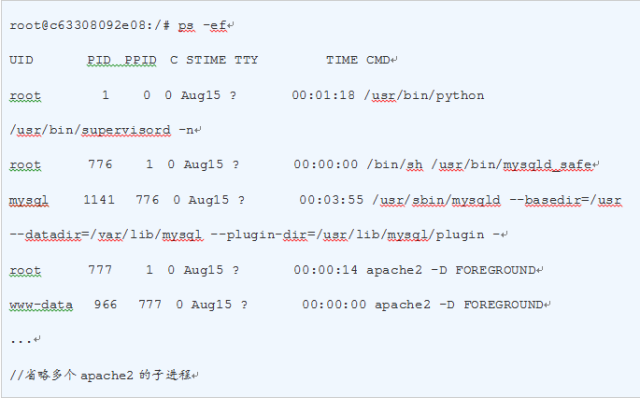 root@c63308092e08:/# ps -ef
UID PID PPID C STIME TTY TIME CMD
root 1 0 0 Aug15 ? 00:01:18 /usr/bin/python
/usr/bin/supervisord -n
root 776 1 0 Aug15 ? 00:00:00 /bin/sh /usr/bin/mysqld_safe
mysql 1141 776 0 Aug15 ? 00:03:55 /usr/sbin/mysqld --basedir=/usr
--datadir=/var/lib/mysql --plugin-dir=/usr/lib/mysql/plugin -
root 777 1 0 Aug15 ? 00:00:14 apache2 -D FOREGROUND
www-data 966 777 0 Aug15 ? 00:00:00 apache2 -D FOREGROUND
...
//省略多个 apache2 的子进程